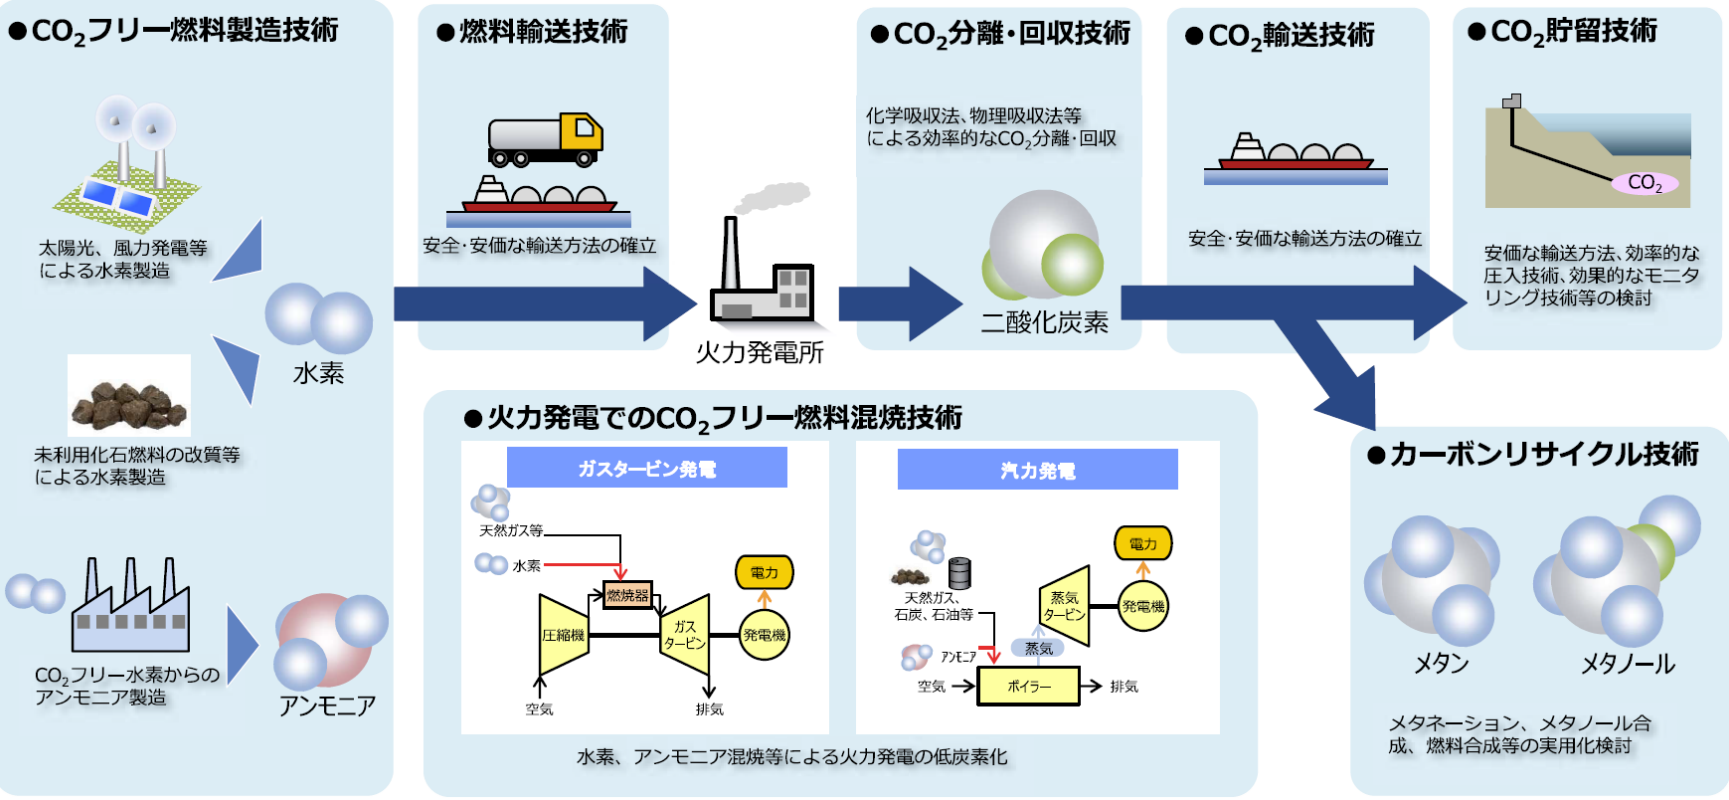 ●CO₂フリー燃料製造技術
太陽光、風力発電等
による水素製造
水素
未利用化石燃料の改質等
による水素製造
CO₂フリー水素からの
アンモニア製造
アンモニア
●燃料輸送技術
安全・安価な輸送方法の確立
火力発電所
●CO₂分離・回収技術
化学吸収法、物理吸収法等
による効率的なCO₂分離・回収
二酸化炭素
●CO₂輸送技術
安全・安価な輸送方法の確立
●CO₂貯留技術
CO₂
安価な輸送方法、効率的な
圧入技術、効果的なモニタ
リング技術等の検討
●火力発電でのCO₂フリー燃料混焼技術
ガスタービン発電
天然ガス等
水素
燃焼器
電力
圧縮機
ガス
タービン
発電機
空気
排気
汽力発電
電力
天然ガス、
石炭、石油等
蒸気
タービン
発電機
蒸気
アンモニア
空気
ボイラー
排気
水素、アンモニア混焼等による火力発電の低炭素化
●カーボンリサイクル技術
メタン
メタノール
メタネーション、メタノール合
成、燃料合成等の実用化検討